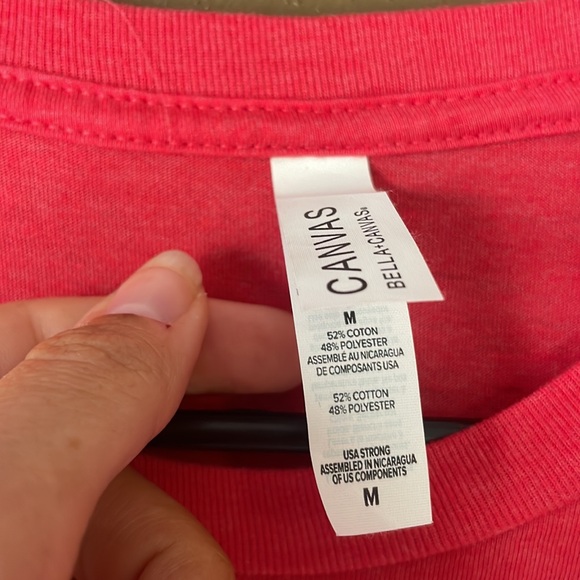 CANVAS
BELLA+CANVAS®
M
52% COTON
48% POLYESTER
ASSEMBLÉ AU NICARAGUA
DE COMPOSANTS USA
52% COTTON
48% POLYESTER
USA STRONG
ASSEMBLED IN NICARAGUA
OF US COMPONENTS
M